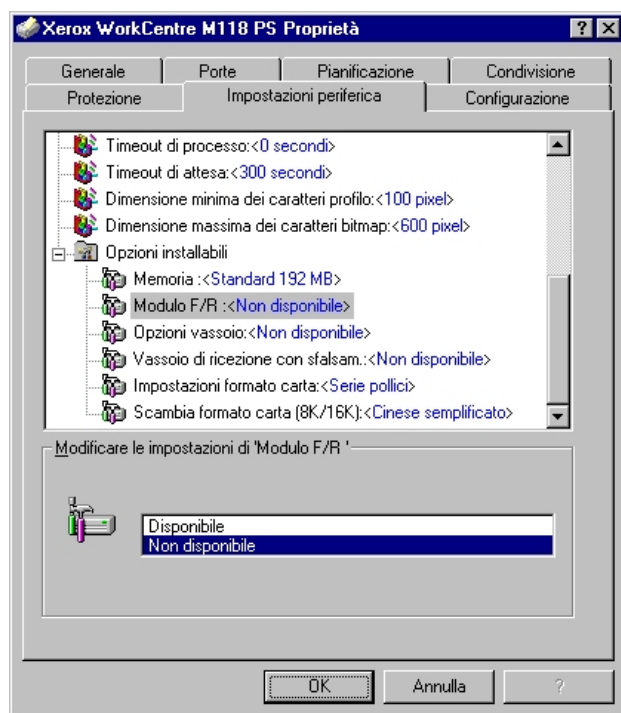 Xerox WorkCentre M118 PS Proprietà
Generale Porte Pianificazione Condivisione
Protezione Impostazioni periferica Configurazione
Timeout di processo:<0 secondi>
Timeout di attesa:<300 secondi>
Dimensione minima dei caratteri profilo:<100 pixel>
Dimensione massima dei caratteri bitmap:<600 pixel>
Opzioni installabili
Memoria :<Standard 192 MB>
Modulo F/R :<Non disponibile>
Opzioni vassoio:<Non disponibile>
Vassoio di ricezione con sfalsam.:<Non disponibile>
Impostazioni formato carta:<Serie pollici>
Scambia formato carta (8K/16K):<Cinese semplificato>
Modificare le impostazioni di 'Modulo F/R '
Disponibile
Non disponibile
OK Annulla ?